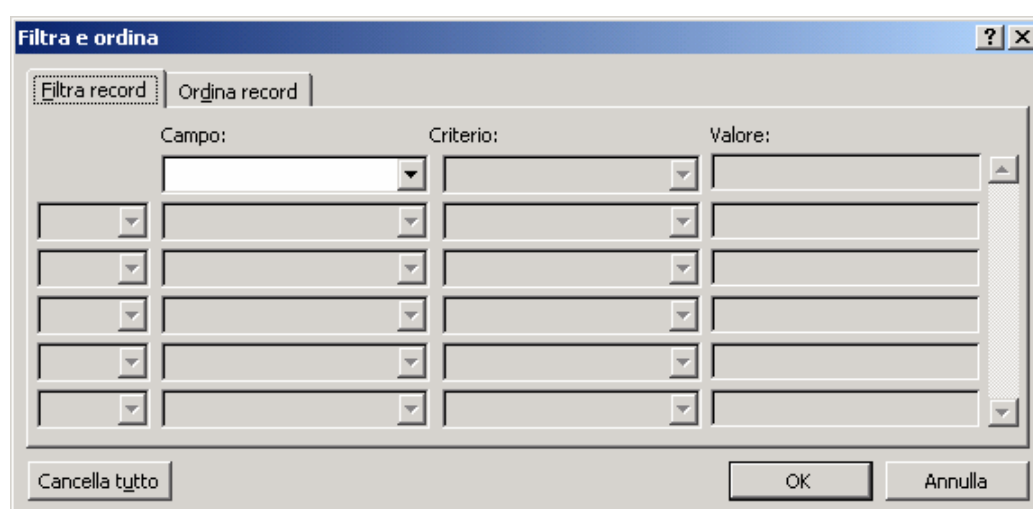 Filtra e ordina
Filtra record Ordina record
Campo: Criterio: Valore:
Cancella tutto OK Annulla